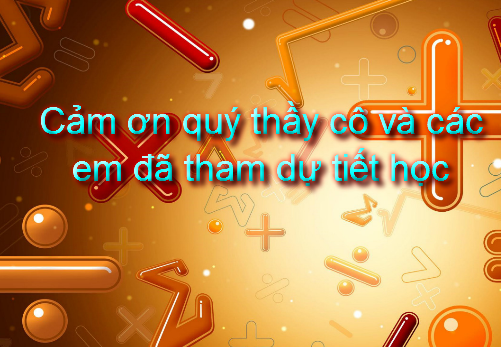 Cảm ơn quý thầy cô và các
em đã tham dự tiết học